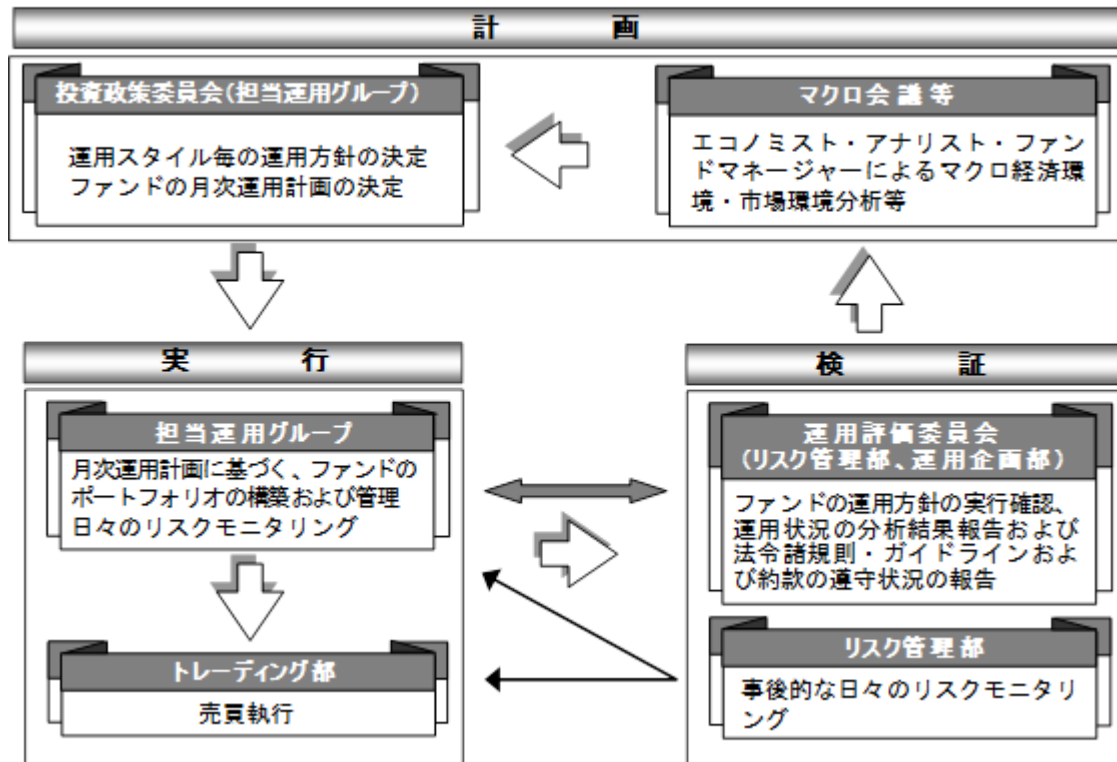 計画
投資政策委員会(担当運用グループ)
運用スタイル毎の運用方針の決定
ファンドの月次運用計画の決定
マクロ会議等
エコノミスト・アナリスト・ファン
ドマネージャーによるマクロ経済環
境・市場環境分析等
実行
担当運用グループ
月次運用計画に基づく、ファンドの
ポートフォリオの構築および管理
日々のリスクモニタリング
トレーディング部
売買執行
検証
運用評価委員会
(リスク管理部、運用企画部)
ファンドの運用方針の実行確認、
運用状況の分析結果報告および
法令諸規則・ガイドラインおよ
び約款の遵守状況の報告
リスク管理部
事後的な日々のリスクモニタリ
ング